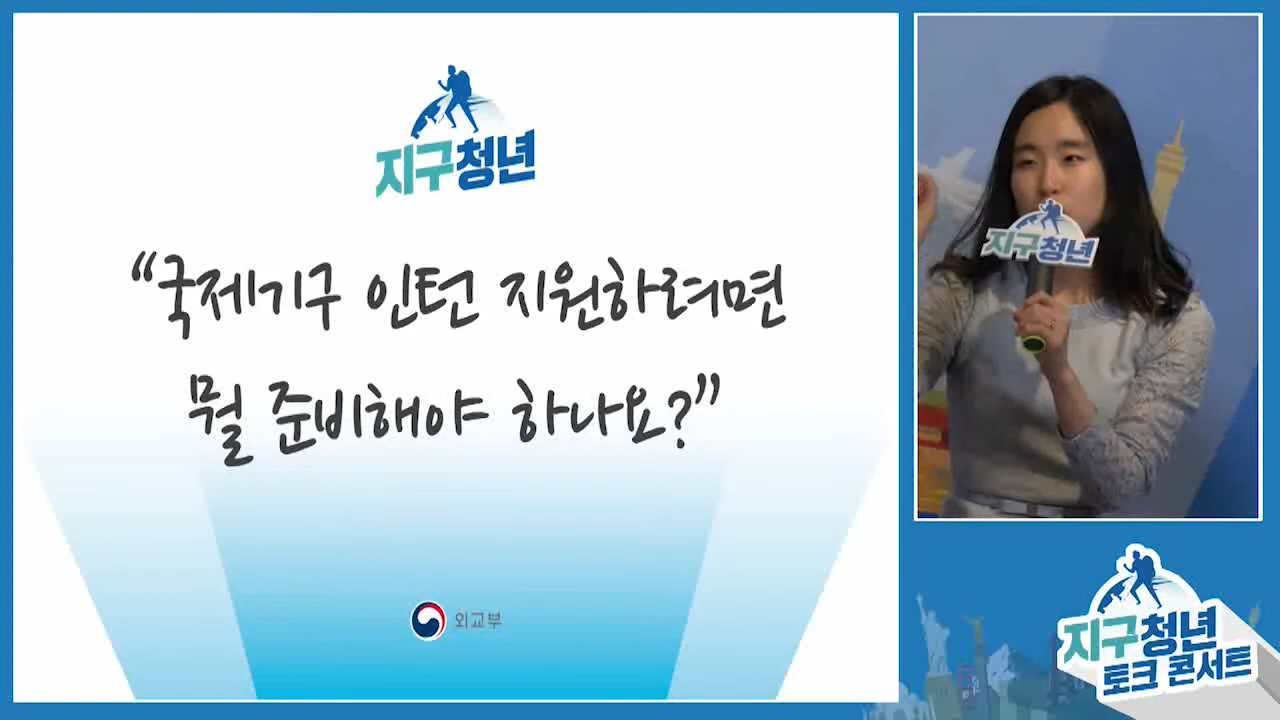 지구청년
“국제기구 인턴 지원하려면
뭘 준비해야 하나요?”
외교부
지구청년
지구청년
토크 콘서트